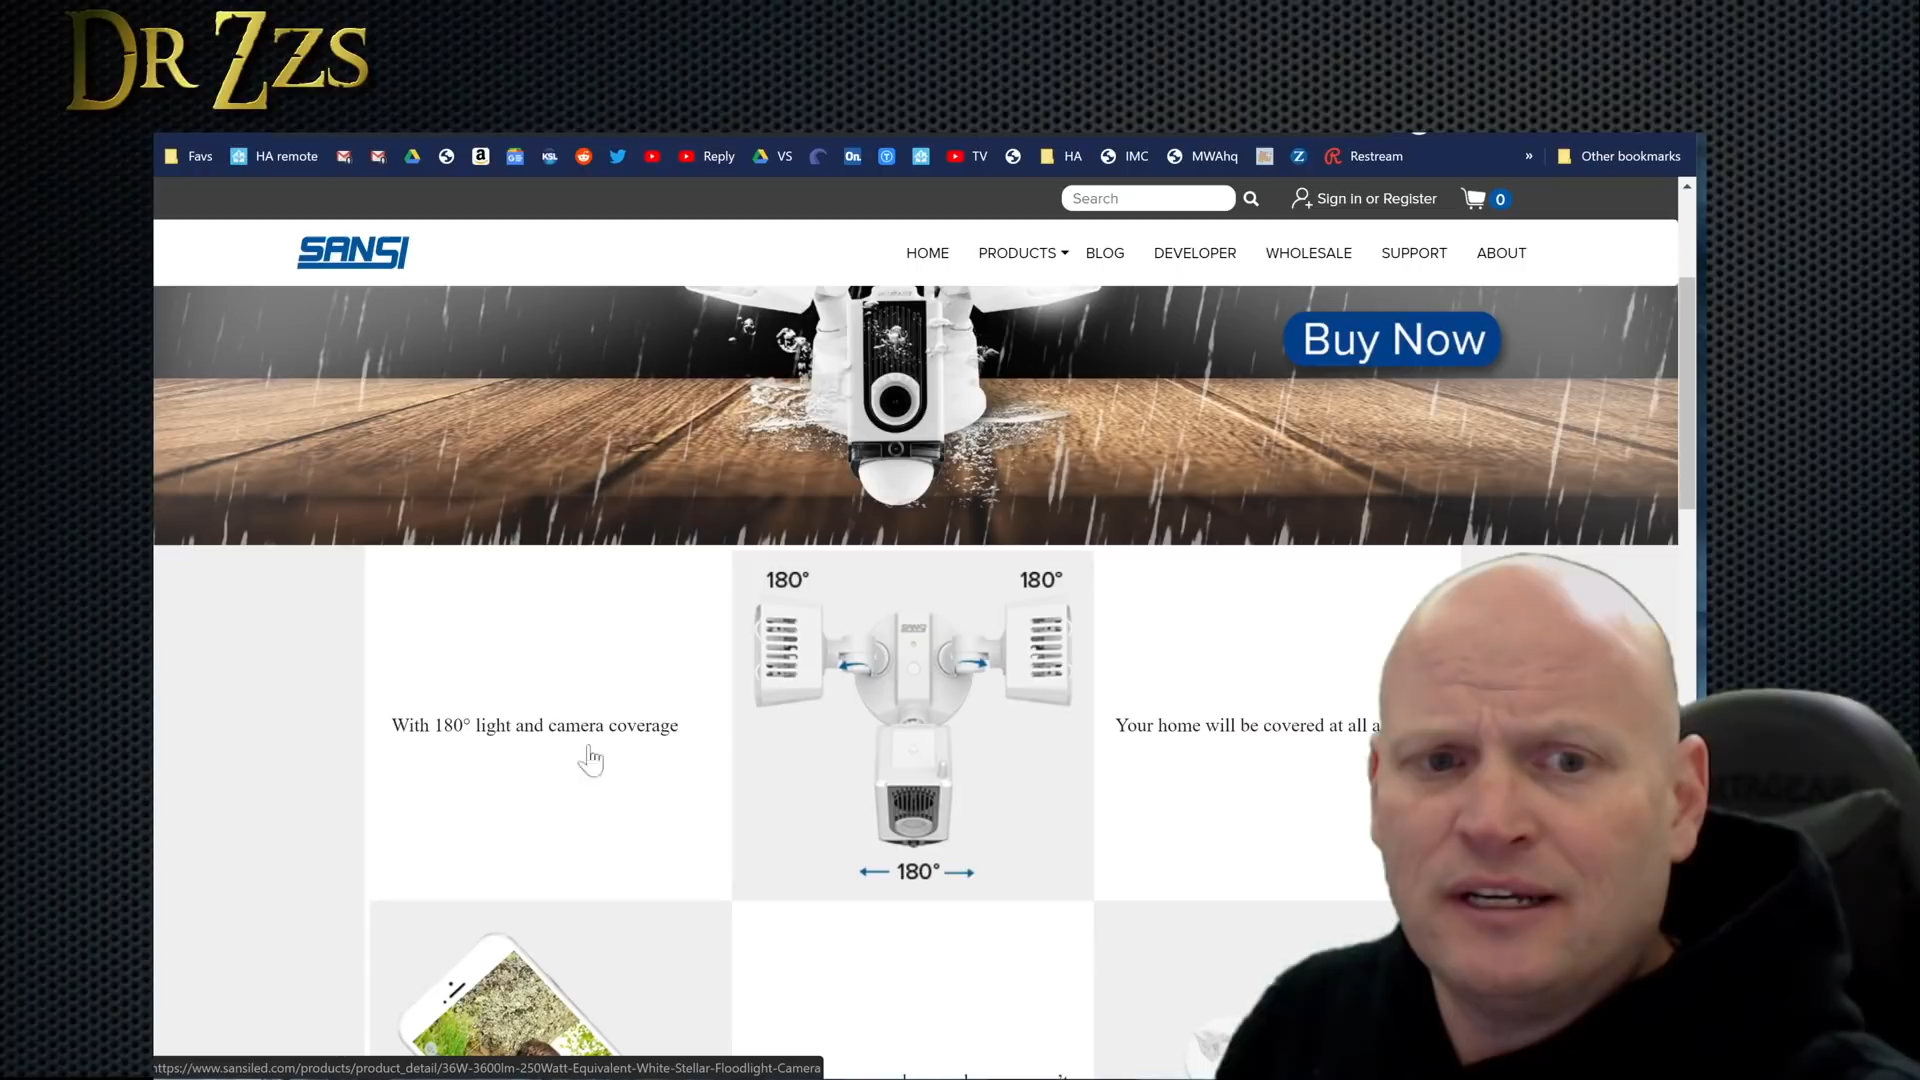 DR ZZS
Favs HA remote KSL Reply VS On. TV HA IMC MWAhq Z Restream » Other bookmarks
Search Sign in or Register 0
SANSI HOME PRODUCTS BLOG DEVELOPER WHOLESALE SUPPORT ABOUT
Buy Now
180° 180°
SANSI
With 180° light and camera coverage
Your home will be covered at all a
180°
https://www.sansiled.com/products/product_detail/36W-3600lm-250Watt-Equivalent-White-Stellar-Floodlight-Camera